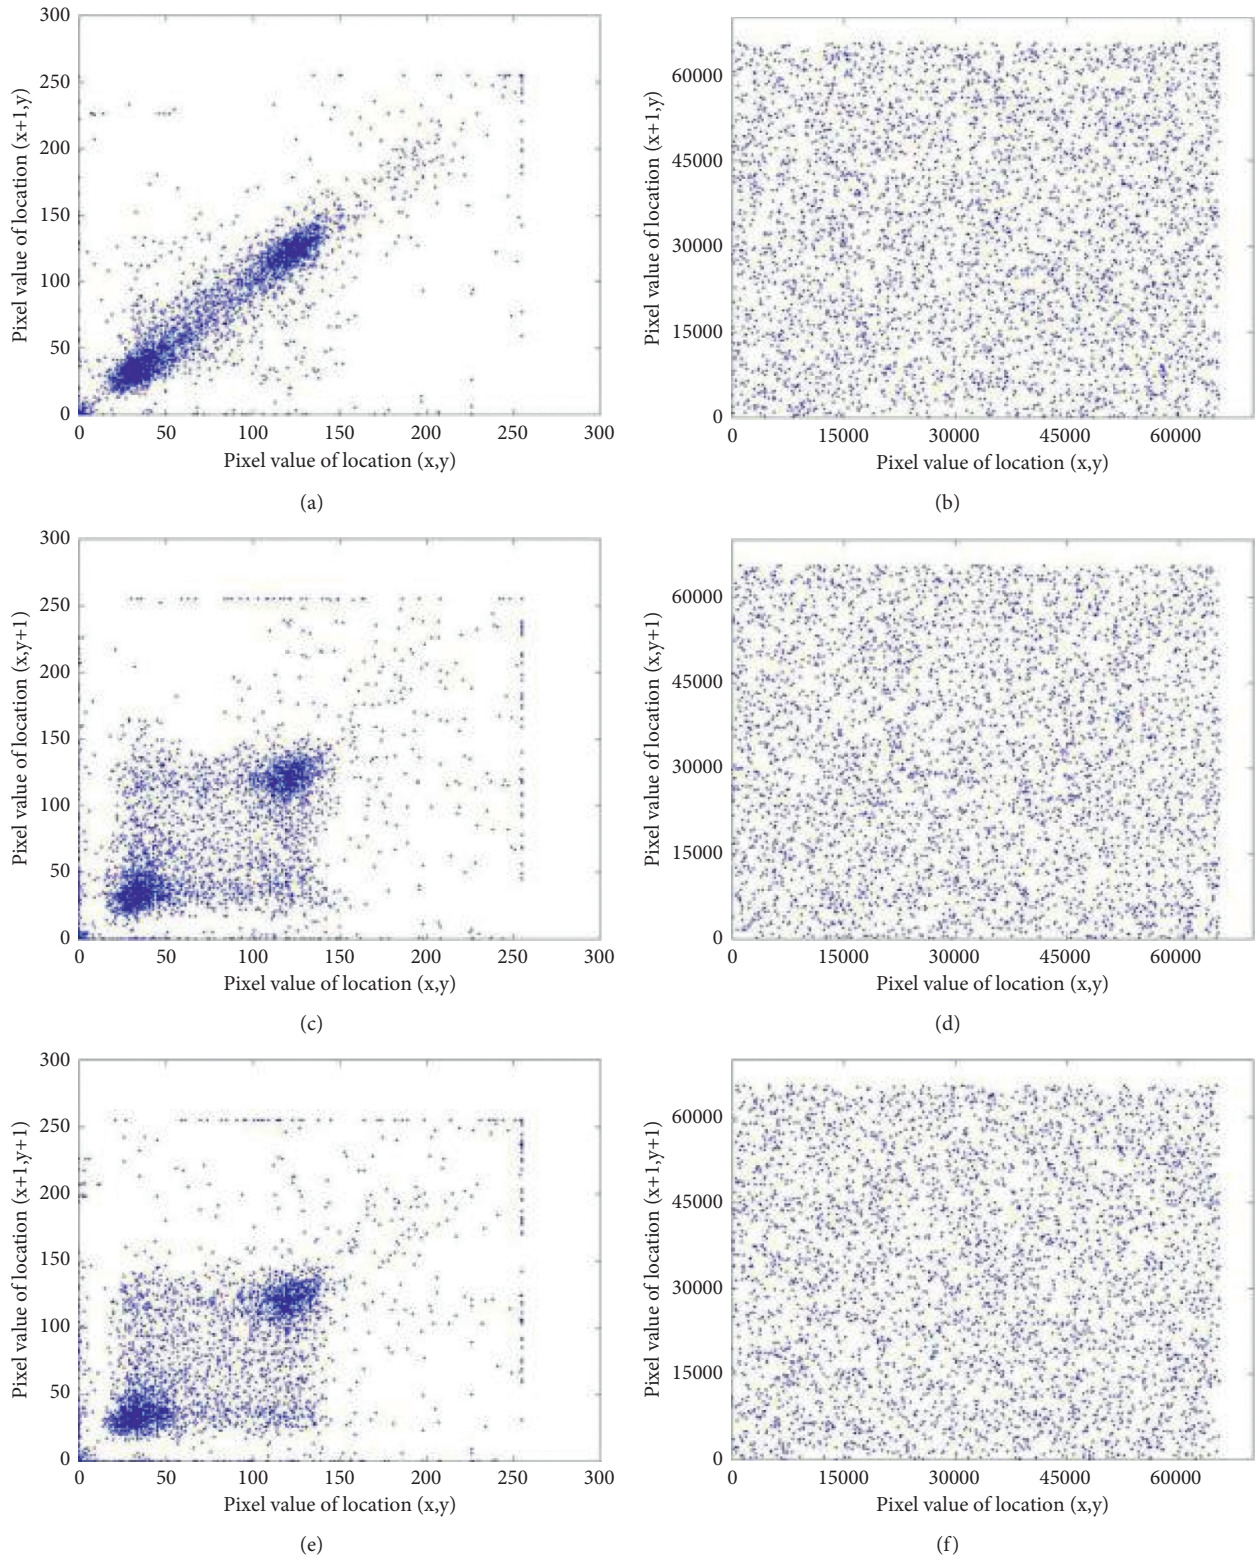 300
250
200
150
100
50
0
0 50 100 150 200 250 300
Pixel value of location (x+1,y)
Pixel value of location (x,y)
(a)
60000
45000
30000
15000
0
0 15000 30000 45000 60000
Pixel value of location (x+1,y)
Pixel value of location (x,y)
(b)
300
250
200
150
100
50
0
0 50 100 150 200 250 300
Pixel value of location (x,y+1)
Pixel value of location (x,y)
(c)
60000
45000
30000
15000
0
0 15000 30000 45000 60000
Pixel value of location (x,y+1)
Pixel value of location (x,y)
(d)
300
250
200
150
100
50
0
0 50 100 150 200 250 300
Pixel value of location (x+1,y+1)
Pixel value of location (x,y)
(e)
60000
45000
30000
15000
0
0 15000 30000 45000 60000
Pixel value of location (x+1,y+1)
Pixel value of location (x,y)
(f)